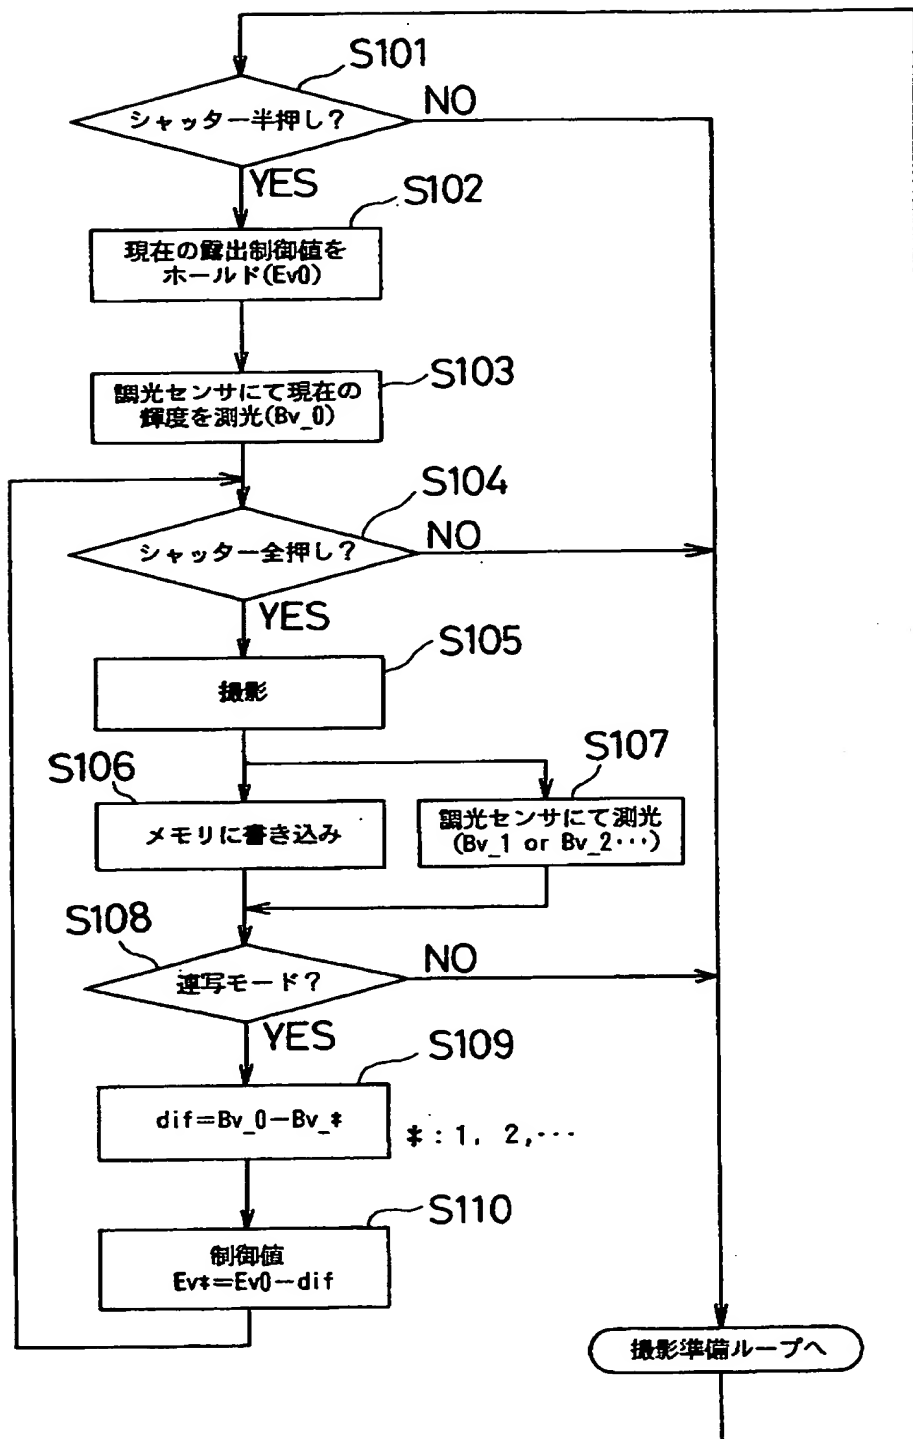 S101
シャッター半押し？
NO
YES
S102
現在の露出制御値を
ホールド(Ev0)
S103
調光センサにて現在の
輝度を測光(Bv_0)
S104
シャッター全押し？
NO
YES
S105
撮影
S106
メモリに書き込み
S107
調光センサにて測光
(Bv_1 or Bv_2···)
S108
連写モード？
NO
YES
S109
dif=Bv_0−Bv_*
*：1, 2,···
S110
制御値
Ev*=Ev0−dif
撮影準備ループへ